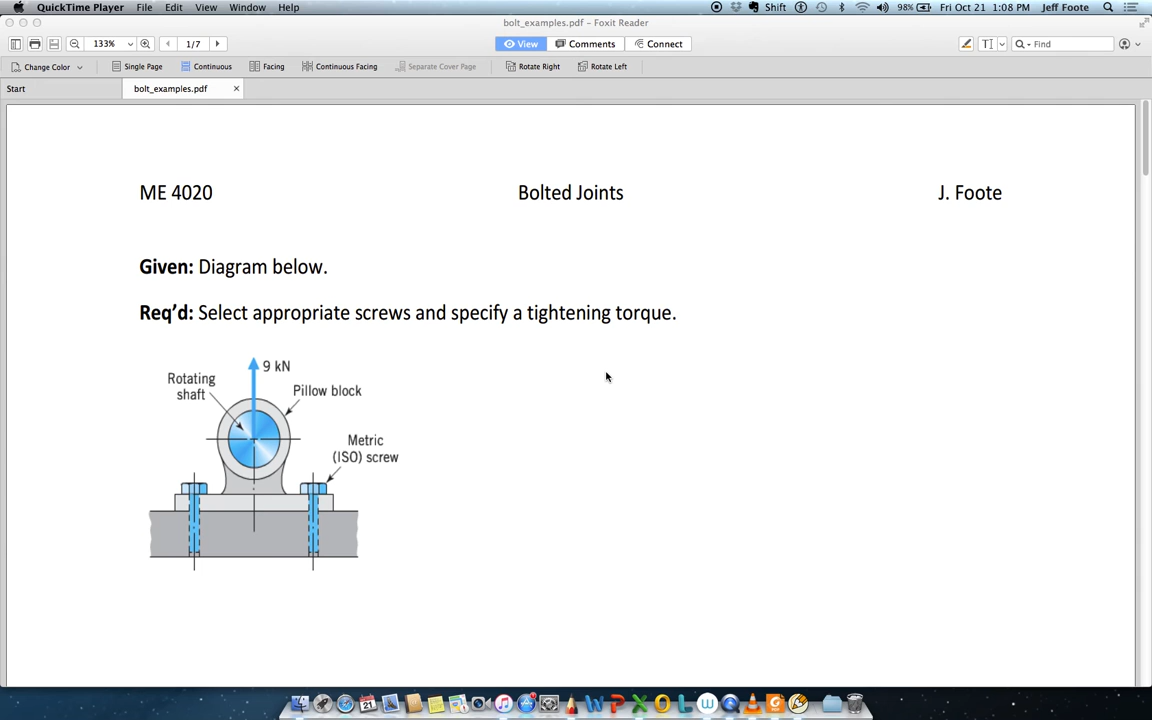 QuickTime Player File Edit View Window Help Shift 98% Fri Oct 21 1:08 PM Jeff Foote
bolt_examples.pdf - Foxit Reader
133% 1/7 View Comments Connect Find
Change Color Single Page Continuous Facing Continuous Facing Separate Cover Page Rotate Right Rotate Left
Start bolt_examples.pdf
ME 4020 Bolted Joints J. Foote
Given: Diagram below.
Req'd: Select appropriate screws and specify a tightening torque.
9 kN
Rotating
shaft
Pillow block
Metric
(ISO) screw
21